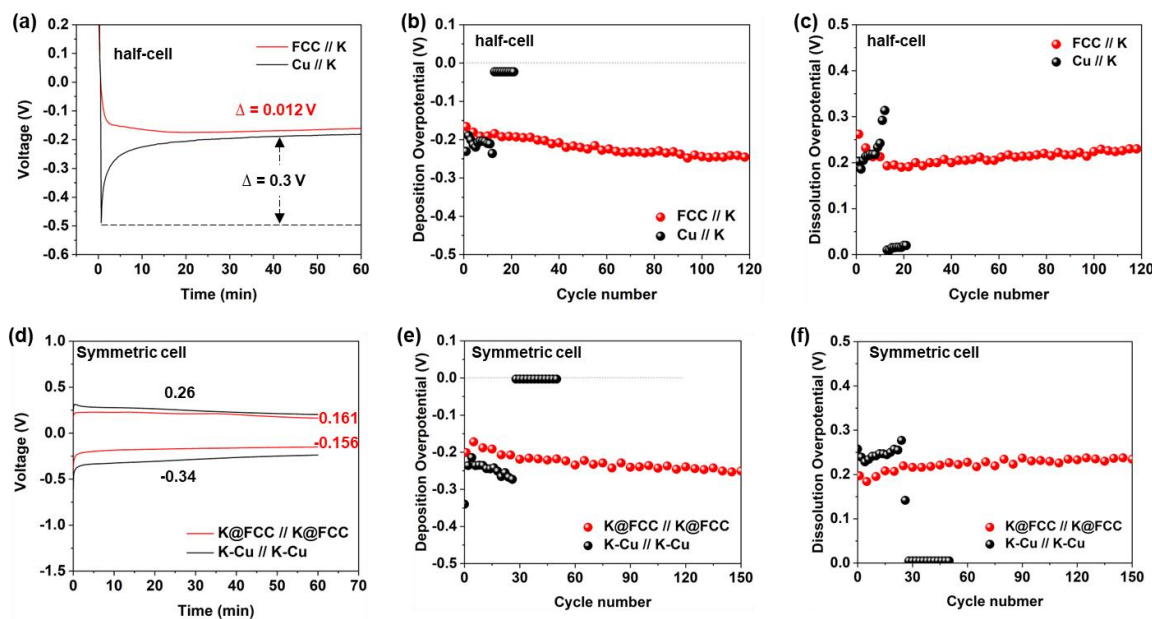 (a)
half-cell
FCC // K
Cu // K
Δ = 0.012 V
Δ = 0.3 V
Voltage (V)
0.2
0.1
0.0
-0.1
-0.2
-0.3
-0.4
-0.5
-0.6
0 10 20 30 40 50 60
Time (min)
(b)
half-cell
FCC // K
Cu // K
Deposition Overpotential (V)
0.1
0.0
-0.1
-0.2
-0.3
-0.4
-0.5
0 20 40 60 80 100 120
Cycle number
(c)
half-cell
FCC // K
Cu // K
Dissolution Overpotential (V)
0.5
0.4
0.3
0.2
0.1
0.0
0 20 40 60 80 100 120
Cycle nubmer
(d)
Symmetric cell
0.26
0.161
-0.156
-0.34
K@FCC // K@FCC
K-Cu // K-Cu
Voltage (V)
1.0
0.5
0.0
-0.5
-1.0
-1.5
0 10 20 30 40 50 60 70
Time (min)
(e)
Symmetric cell
K@FCC // K@FCC
K-Cu // K-Cu
Deposition Overpotential (V)
0.1
0.0
-0.1
-0.2
-0.3
-0.4
-0.5
0 30 60 90 120 150
Cycle number
(f)
Symmetric cell
K@FCC // K@FCC
K-Cu // K-Cu
Dissolution Overpotential (V)
0.5
0.4
0.3
0.2
0.1
0.0
0 30 60 90 120 150
Cycle nubmer